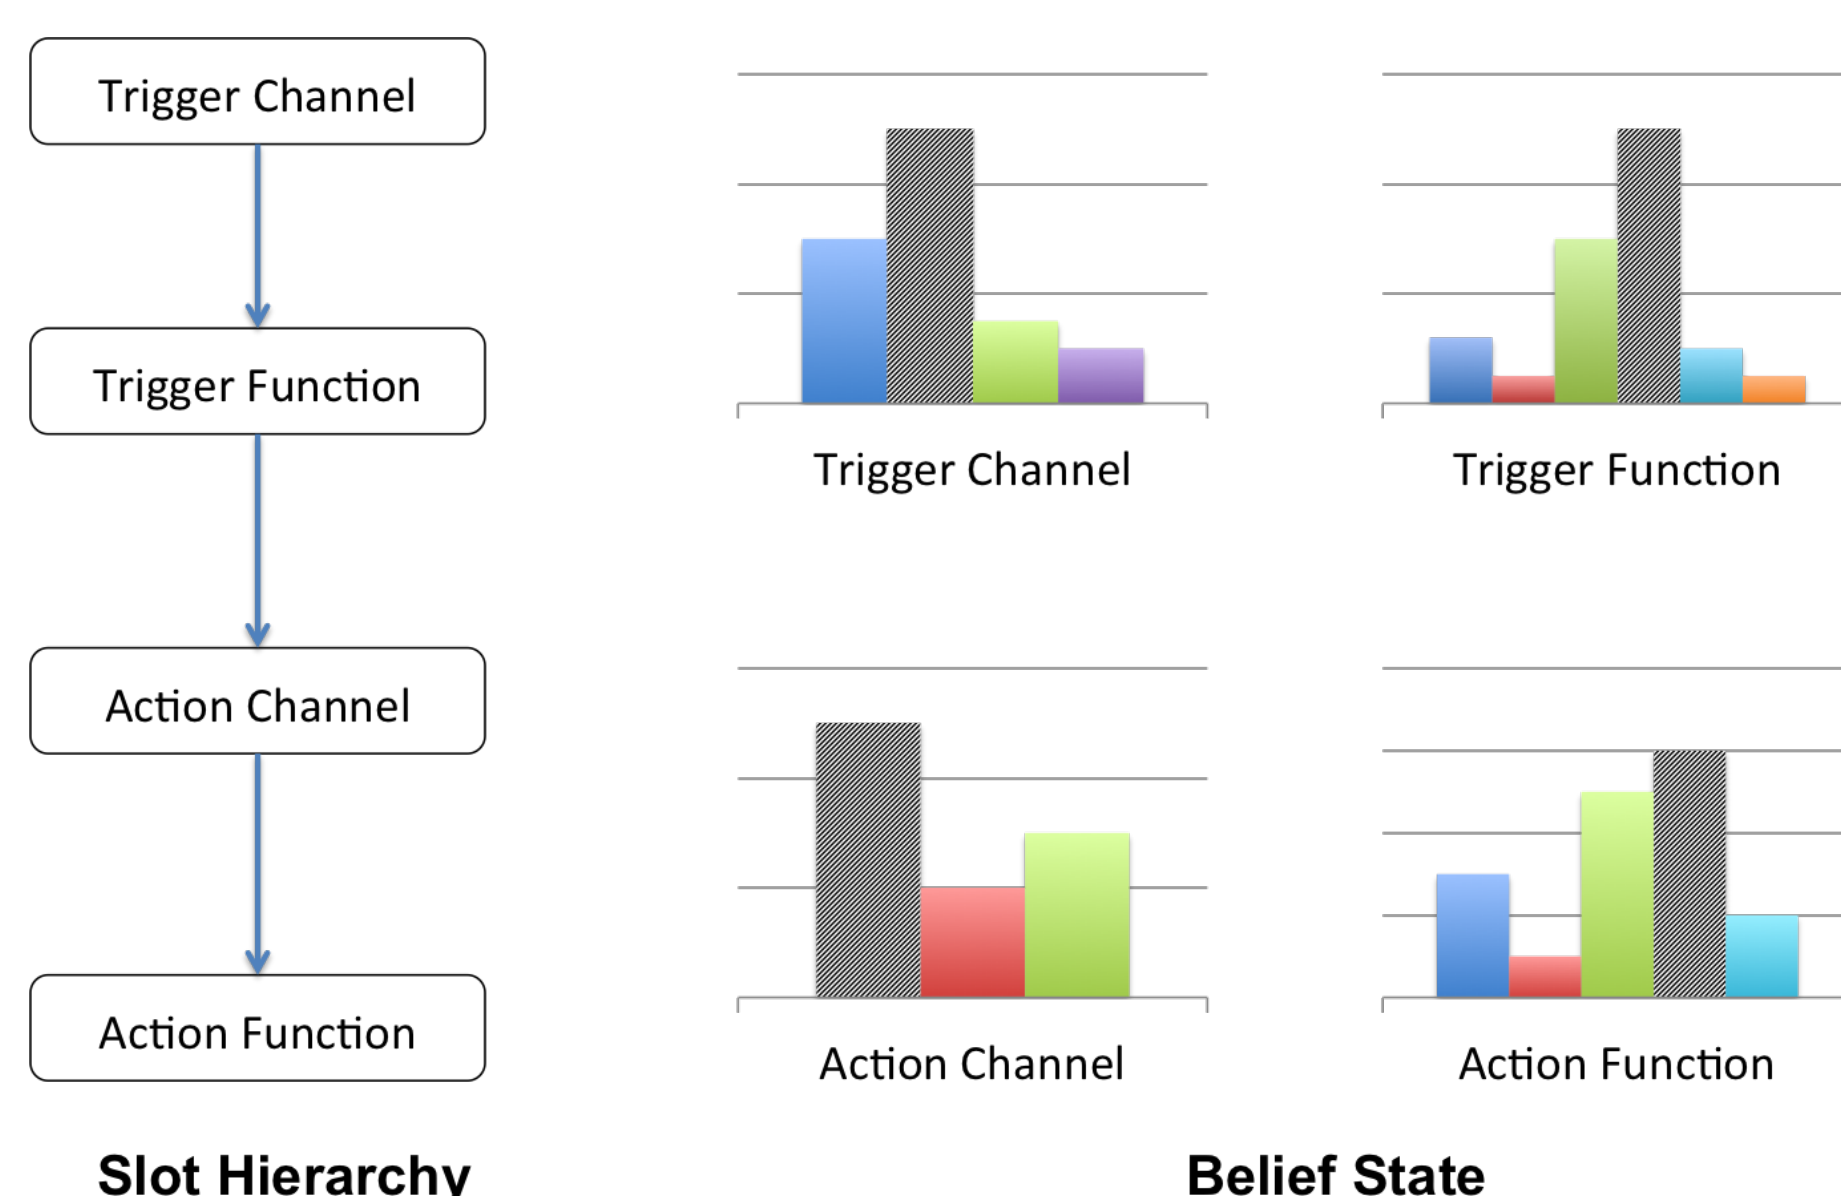 Trigger Channel
Trigger Function
Action Channel
Action Function
Slot Hierarchy
Trigger Channel
Trigger Function
Action Channel
Action Function
Belief State